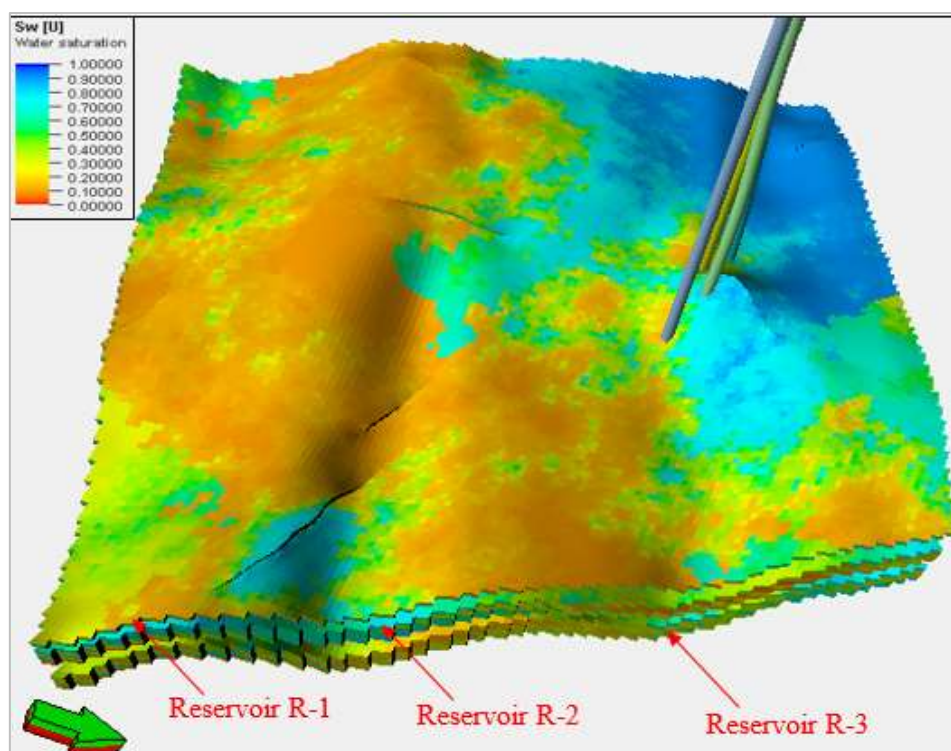 Sw [U]
Water saturation
1.00000
0.90000
0.80000
0.70000
0.60000
0.50000
0.40000
0.30000
0.20000
0.10000
0.00000
Reservoir R-1
Reservoir R-2
Reservoir R-3